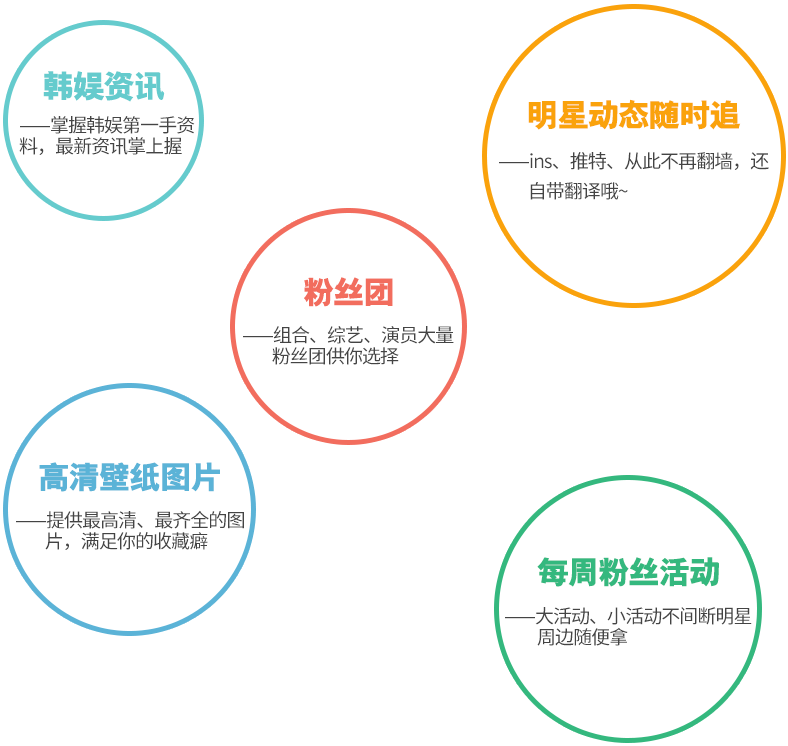 韩娱资讯
——掌握韩娱第一手资
料，最新资讯掌上握
明星动态随时追
——ins、推特、从此不再翻墙，还
自带翻译哦~
粉丝团
——组合、综艺、演员大量
粉丝团供你选择
高清壁纸图片
——提供最高清、最齐全的图
片，满足你的收藏癖
每周粉丝活动
——大活动、小活动不间断明星
周边随便拿